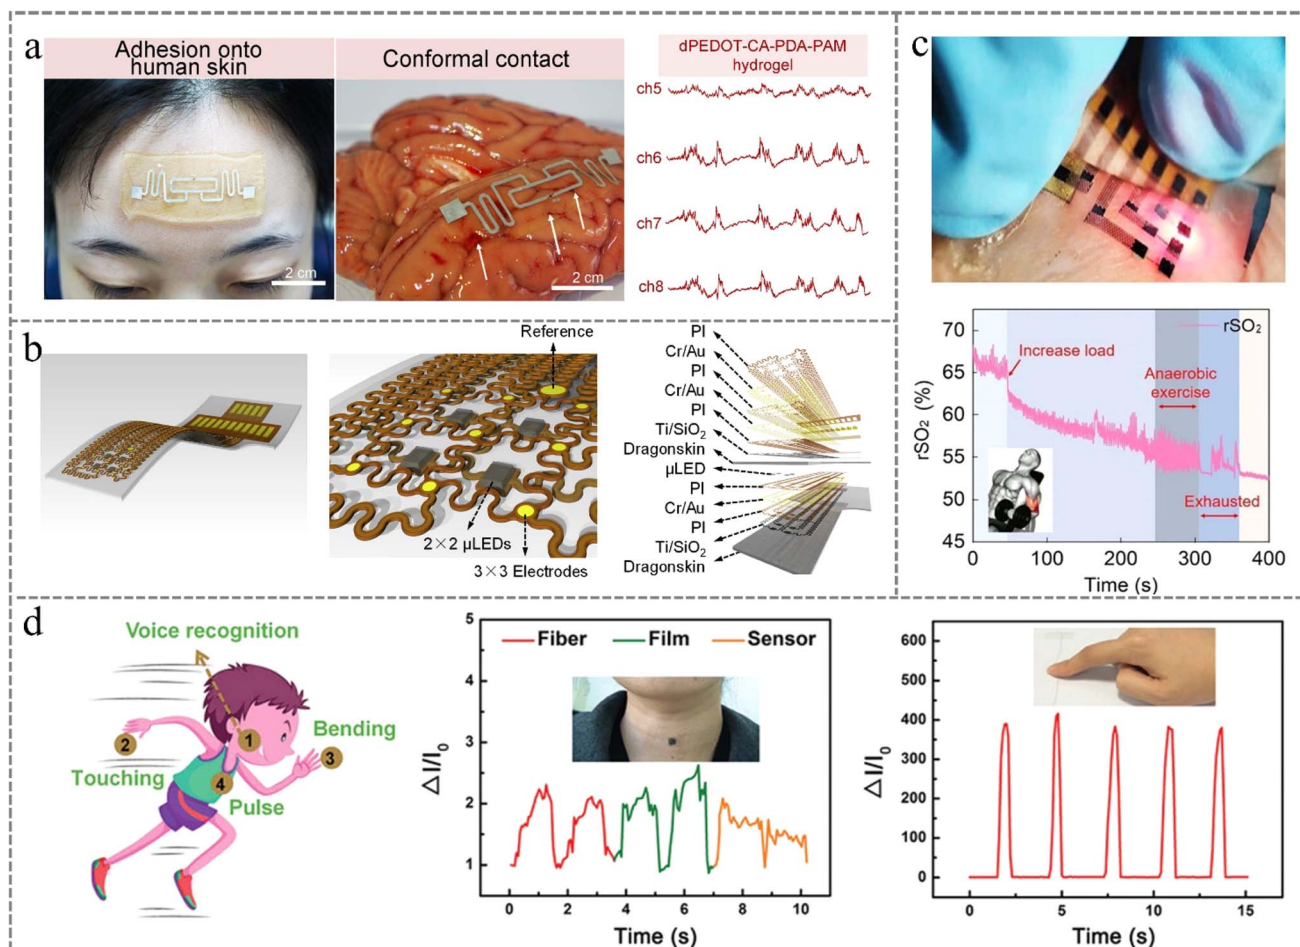 a
Adhesion onto
human skin
2 cm
Conformal contact
2 cm
dPEDOT-CA-PDA-PAM
hydrogel
ch5
ch6
ch7
ch8
b
Reference
2×2 μLEDs
3×3 Electrodes
PI
Cr/Au
PI
Cr/Au
PI
Ti/SiO₂
Dragonskin
μLED
PI
Cr/Au
PI
Ti/SiO₂
Dragonskin
c
rSO₂ (%)
70
65
60
55
50
45
rSO₂
Increase load
Anaerobic
exercise
Exhausted
0 100 200 300 400
Time (s)
d
Voice recognition
1
2
3
4
Bending
Touching
Pulse
ΔI/I₀
5
4
3
2
1
Fiber Film Sensor
0 2 4 6 8 10
Time (s)
ΔI/I₀
600
500
400
300
200
100
0
0 5 10 15
Time (s)